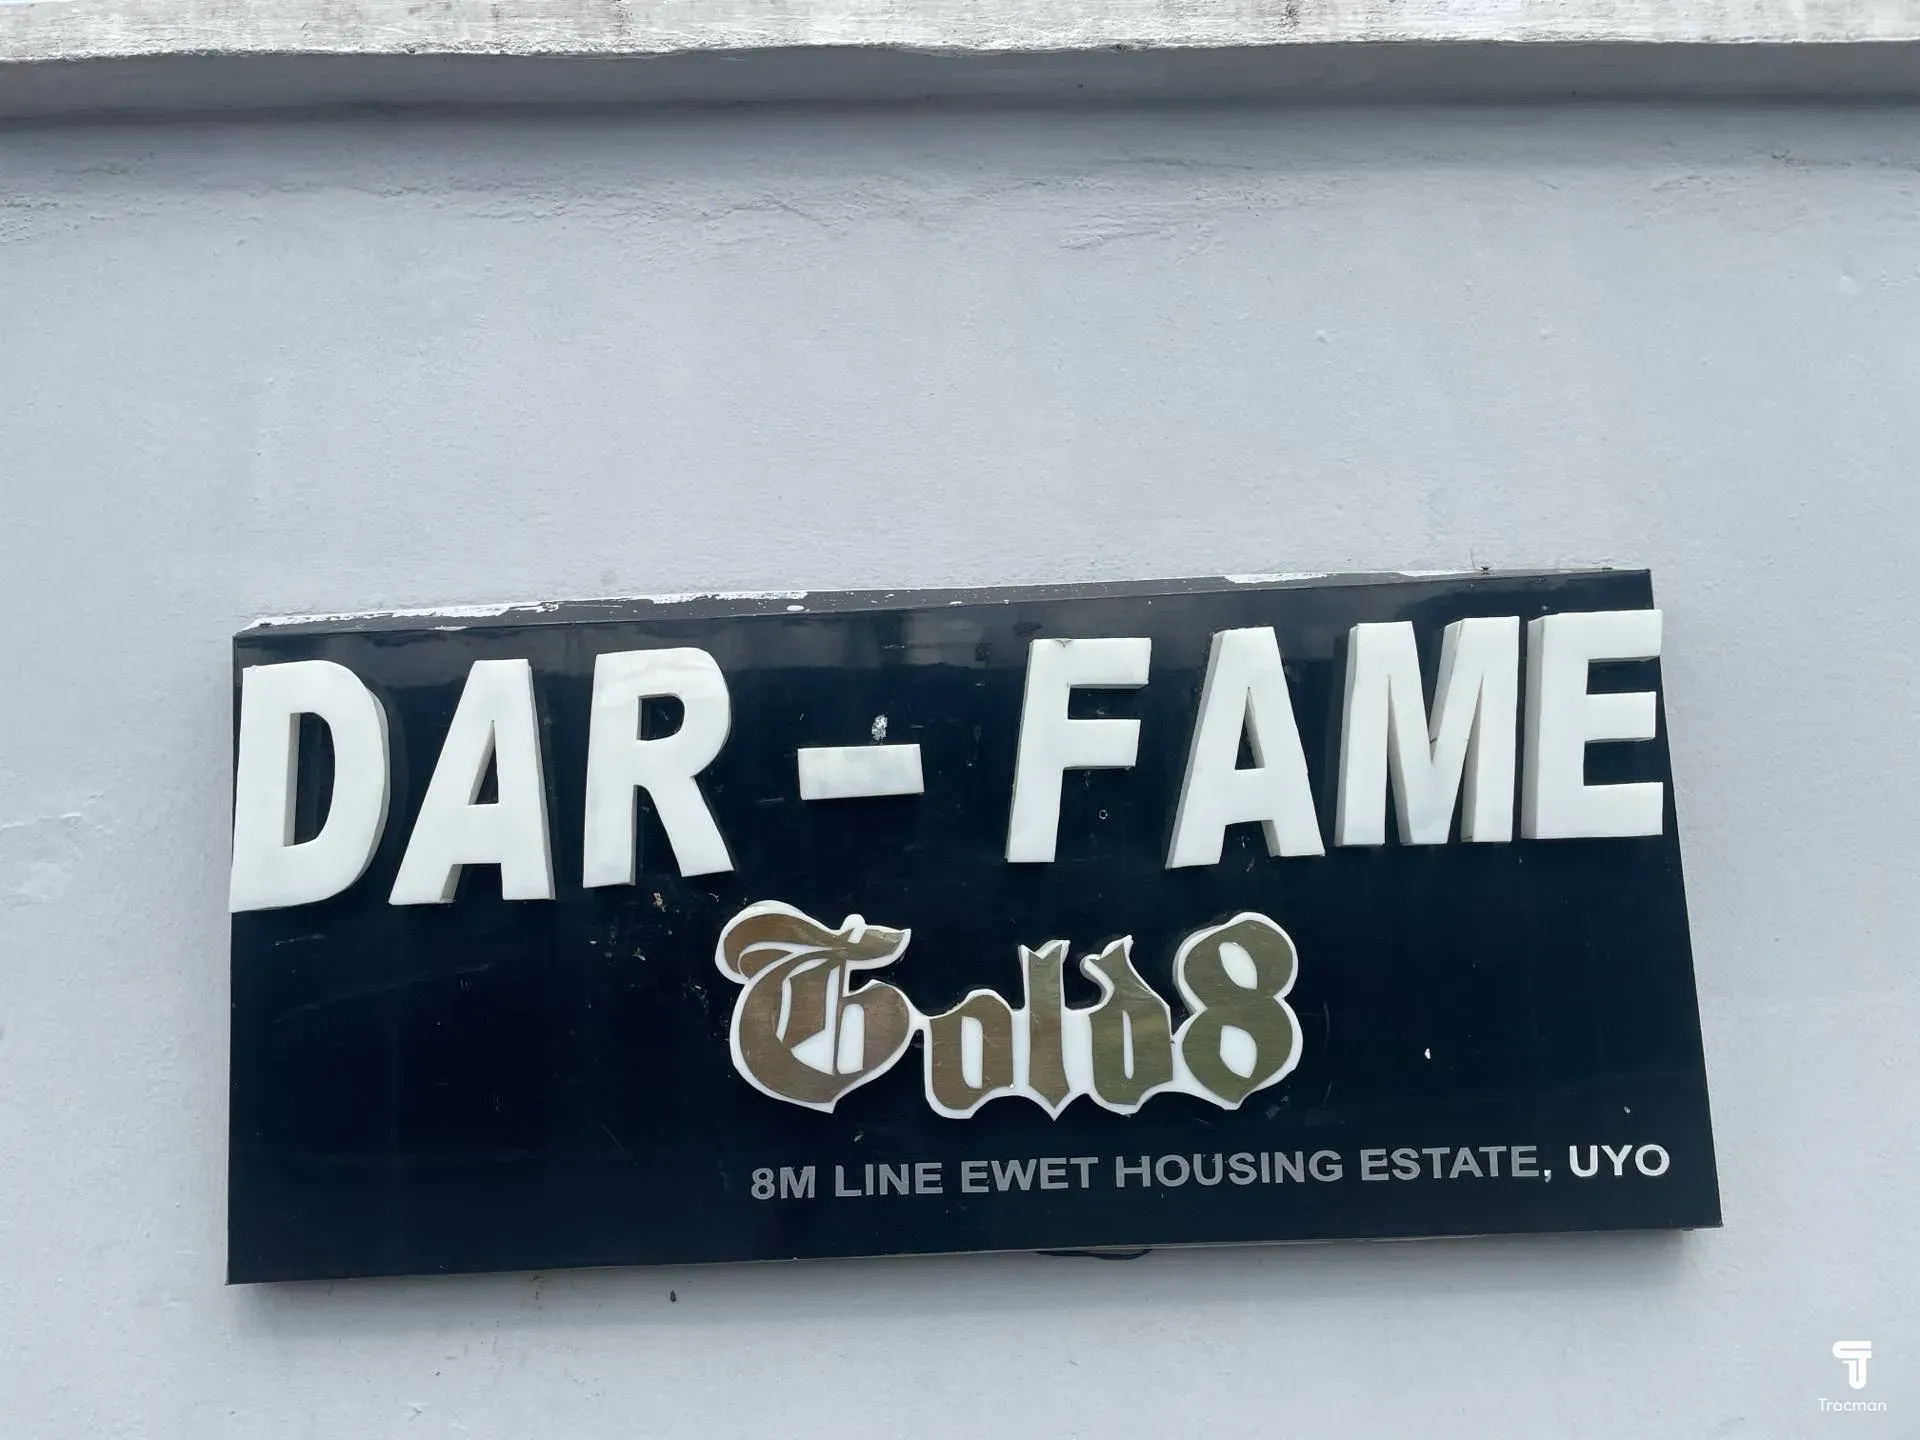 DAR - FAME
Gold8
8M LINE EWET HOUSING ESTATE, UYO
Tracman